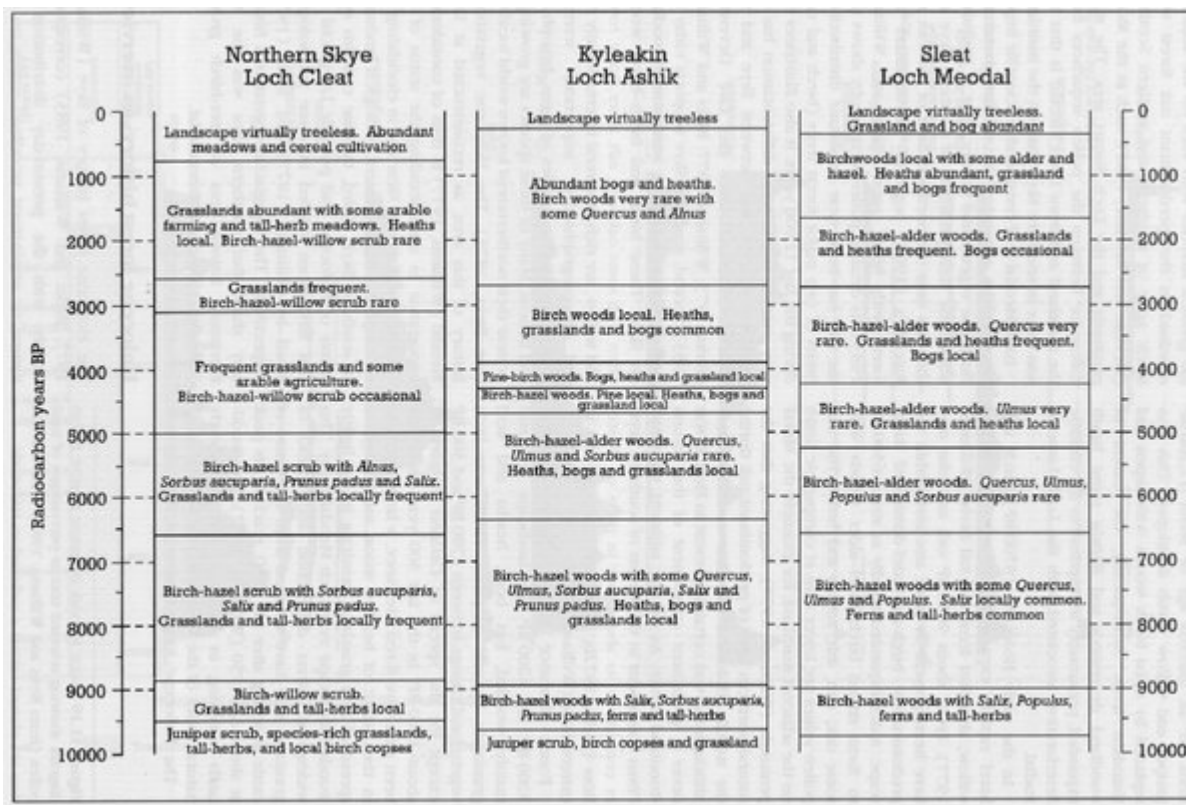 Northern Skye
Loch Cleat
Kyleakin
Loch Ashik
Sleat
Loch Meodal
Radiocarbon years BP
0
1000
2000
3000
4000
5000
6000
7000
8000
9000
10000
Landscape virtually treeless. Abundant
meadows and cereal cultivation
Grasslands abundant with some arable
farming and tall-herb meadows. Heaths
local. Birch-hazel-willow scrub rare
Grasslands frequent.
Birch-hazel-willow scrub rare
Frequent grasslands and some
arable agriculture.
Birch-hazel-willow scrub occasional
Birch-hazel scrub with Alnus,
Sorbus aucuparia, Prunus padus and Salix.
Grasslands and tall-herbs locally frequent
Birch-hazel scrub with Sorbus aucuparia,
Salix and Prunus padus.
Grasslands and tall-herbs locally frequent
Birch-willow scrub.
Grasslands and tall-herbs local
Juniper scrub, species-rich grasslands,
tall-herbs, and local birch copses
Landscape virtually treeless
Abundant bogs and heaths.
Birch woods very rare with
some Quercus and Alnus
Birch woods local. Heaths,
grasslands and bogs common
Pine-birch woods. Bogs, heaths and grassland local
Birch-hazel woods. Pine local. Heaths, bogs and
grassland local
Birch-hazel-alder woods. Quercus,
Ulmus and Sorbus aucuparia rare.
Heaths, bogs and grasslands local
Birch-hazel woods with some Quercus,
Ulmus, Sorbus aucuparia, Salix and
Prunus padus. Heaths, bogs and
grasslands local
Birch-hazel woods with Salix, Sorbus aucuparia,
Prunus padus, ferns and tall-herbs
Juniper scrub, birch copses and grassland
Landscape virtually treeless.
Grassland and bog abundant
Birchwoods local with some alder and
hazel. Heaths abundant, grassland
and bogs frequent
Birch-hazel-alder woods. Grasslands
and heaths frequent. Bogs occasional
Birch-hazel-alder woods. Quercus very
rare. Grasslands and heaths frequent.
Bogs local
Birch-hazel-alder woods. Ulmus very
rare. Grasslands and heaths local
Birch-hazel-alder woods. Quercus, Ulmus,
Populus and Sorbus aucuparia rare
Birch-hazel woods with some Quercus,
Ulmus and Populus. Salix locally common.
Ferns and tall-herbs common
Birch-hazel woods with Salix, Populus,
ferns and tall-herbs
0
1000
2000
3000
4000
5000
6000
7000
8000
9000
10000